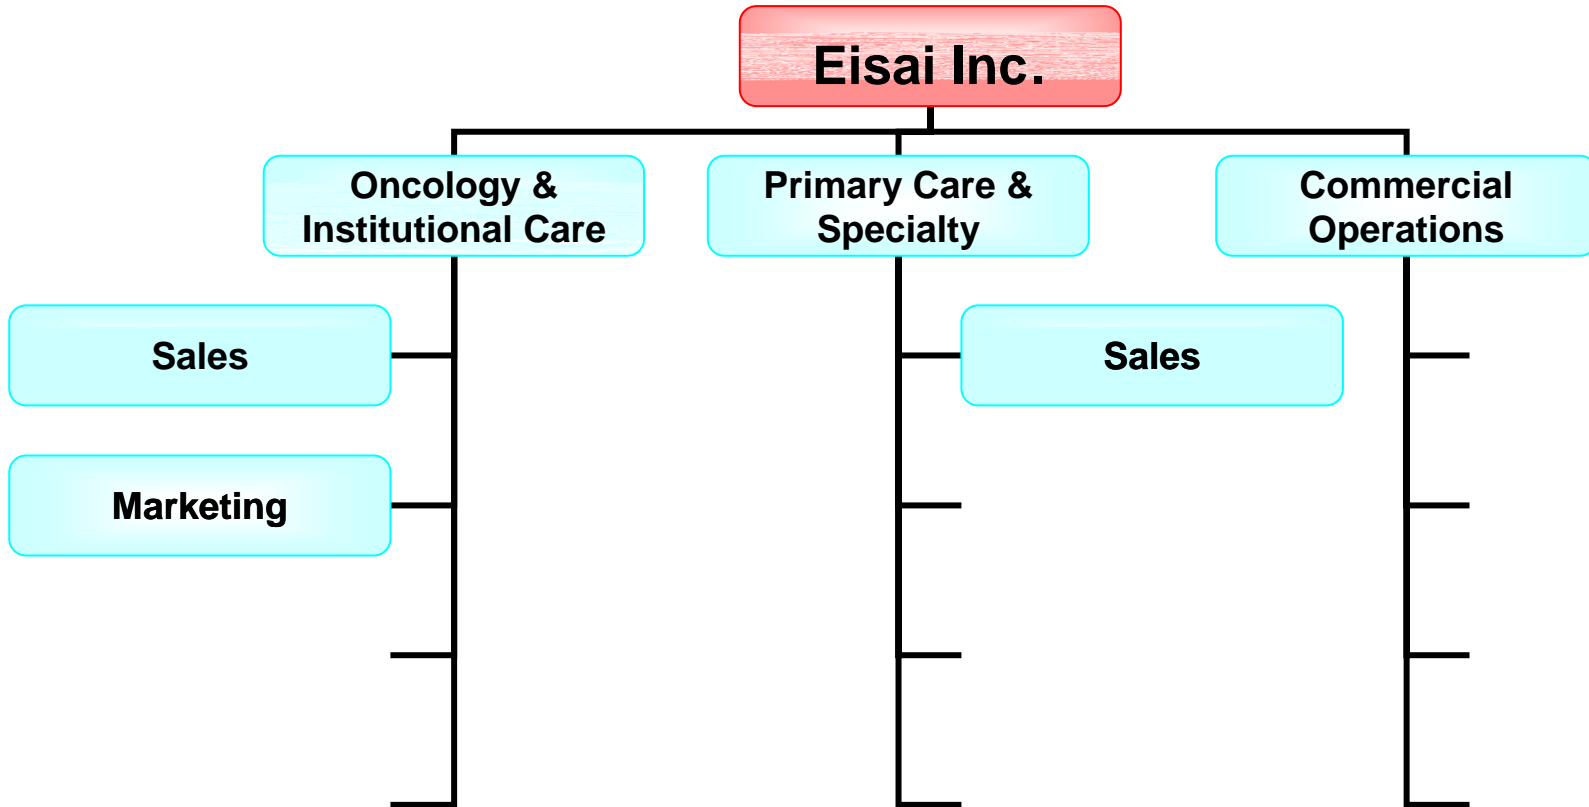 Eisai Inc.
Oncology &
Institutional Care
Primary Care &
Specialty
Commercial
Operations
Sales
Sales
Marketing